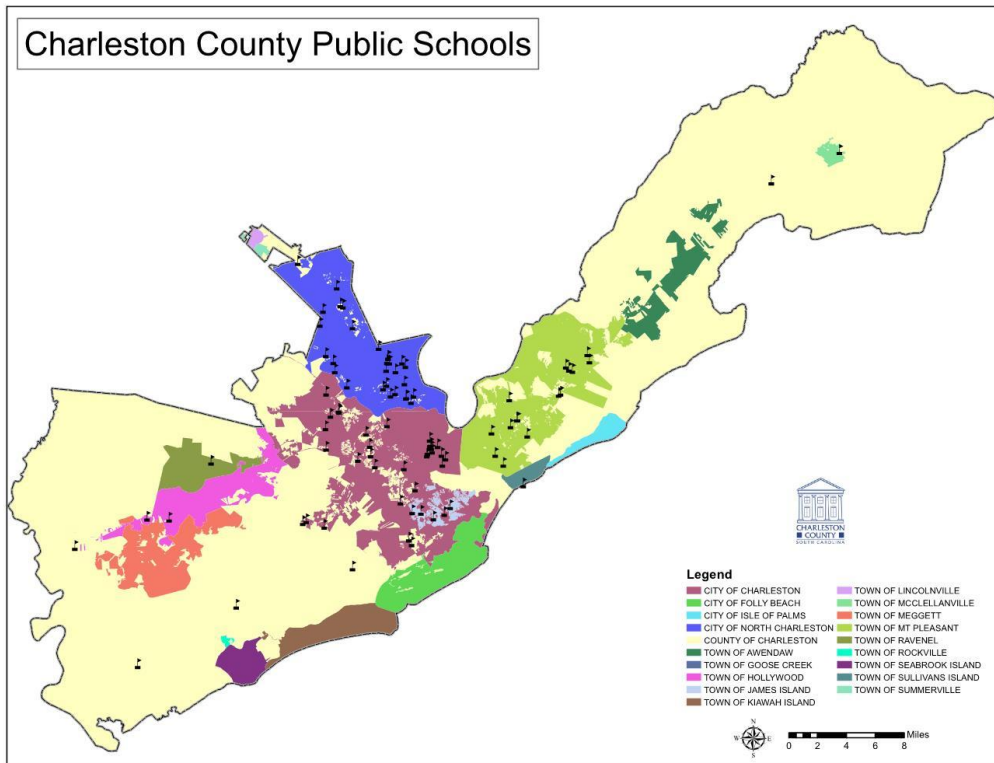 Charleston County Public Schools
CHARLESTON
COUNTY
SOUTH CAROLINA
Legend
CITY OF CHARLESTON
CITY OF FOLLY BEACH
CITY OF ISLE OF PALMS
CITY OF NORTH CHARLESTON
COUNTY OF CHARLESTON
TOWN OF AWENDAW
TOWN OF GOOSE CREEK
TOWN OF HOLLYWOOD
TOWN OF JAMES ISLAND
TOWN OF KIAWAH ISLAND
TOWN OF LINCOLNVILLE
TOWN OF MCCLELLANVILLE
TOWN OF MEGGETT
TOWN OF MT PLEASANT
TOWN OF RAVENEL
TOWN OF ROCKVILLE
TOWN OF SEABROOK ISLAND
TOWN OF SULLIVANS ISLAND
TOWN OF SUMMERVILLE
N
W E
S
Miles
0 2 4 6 8